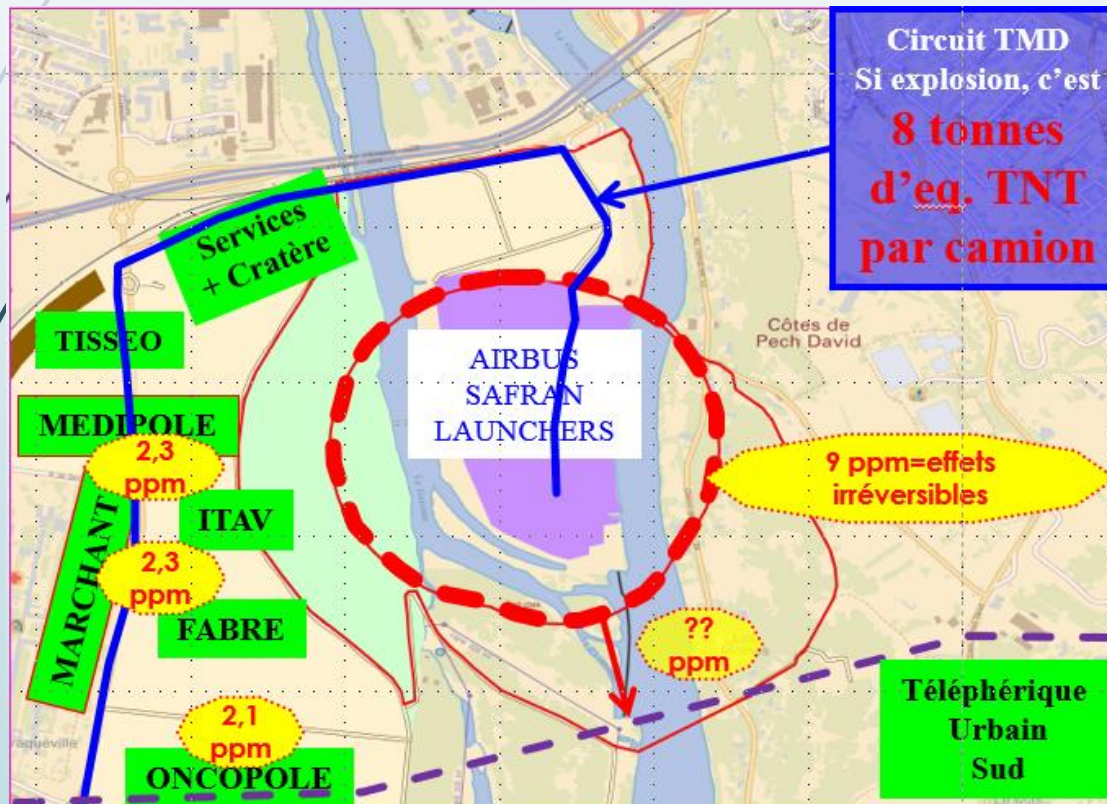 Circuit TMD
Si explosion, c'est
8 tonnes
d'eq. TNT
par camion
Services
+ Cratère
TISSEO
Côtes de
Pech David
AIRBUS
SAFRAN
LAUNCHERS
MEDIPOLE
2,3
ppm
9 ppm=effets
irréversibles
MARCHANT
ITAV
2,3
ppm
FABRE
??
ppm
2,1
ppm
ONCOPOLE
Téléphérique
Urbain
Sud